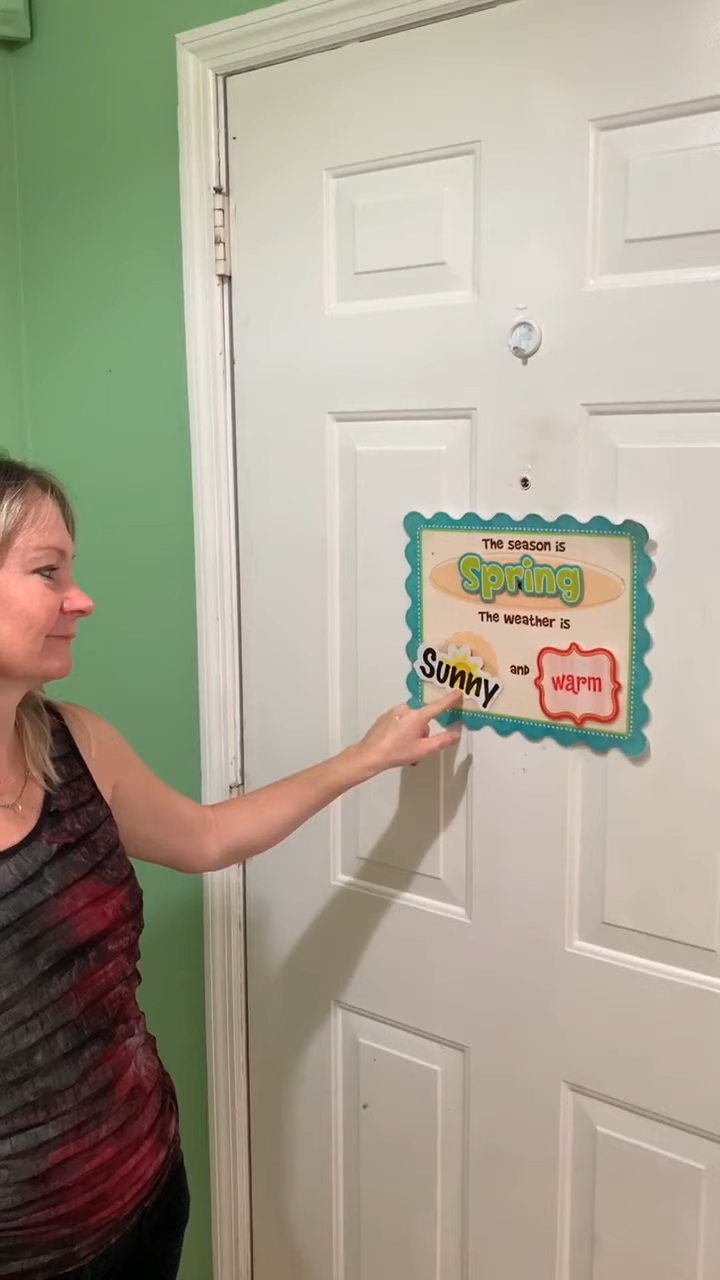 The season is
Spring
The weather is
Sunny and warm